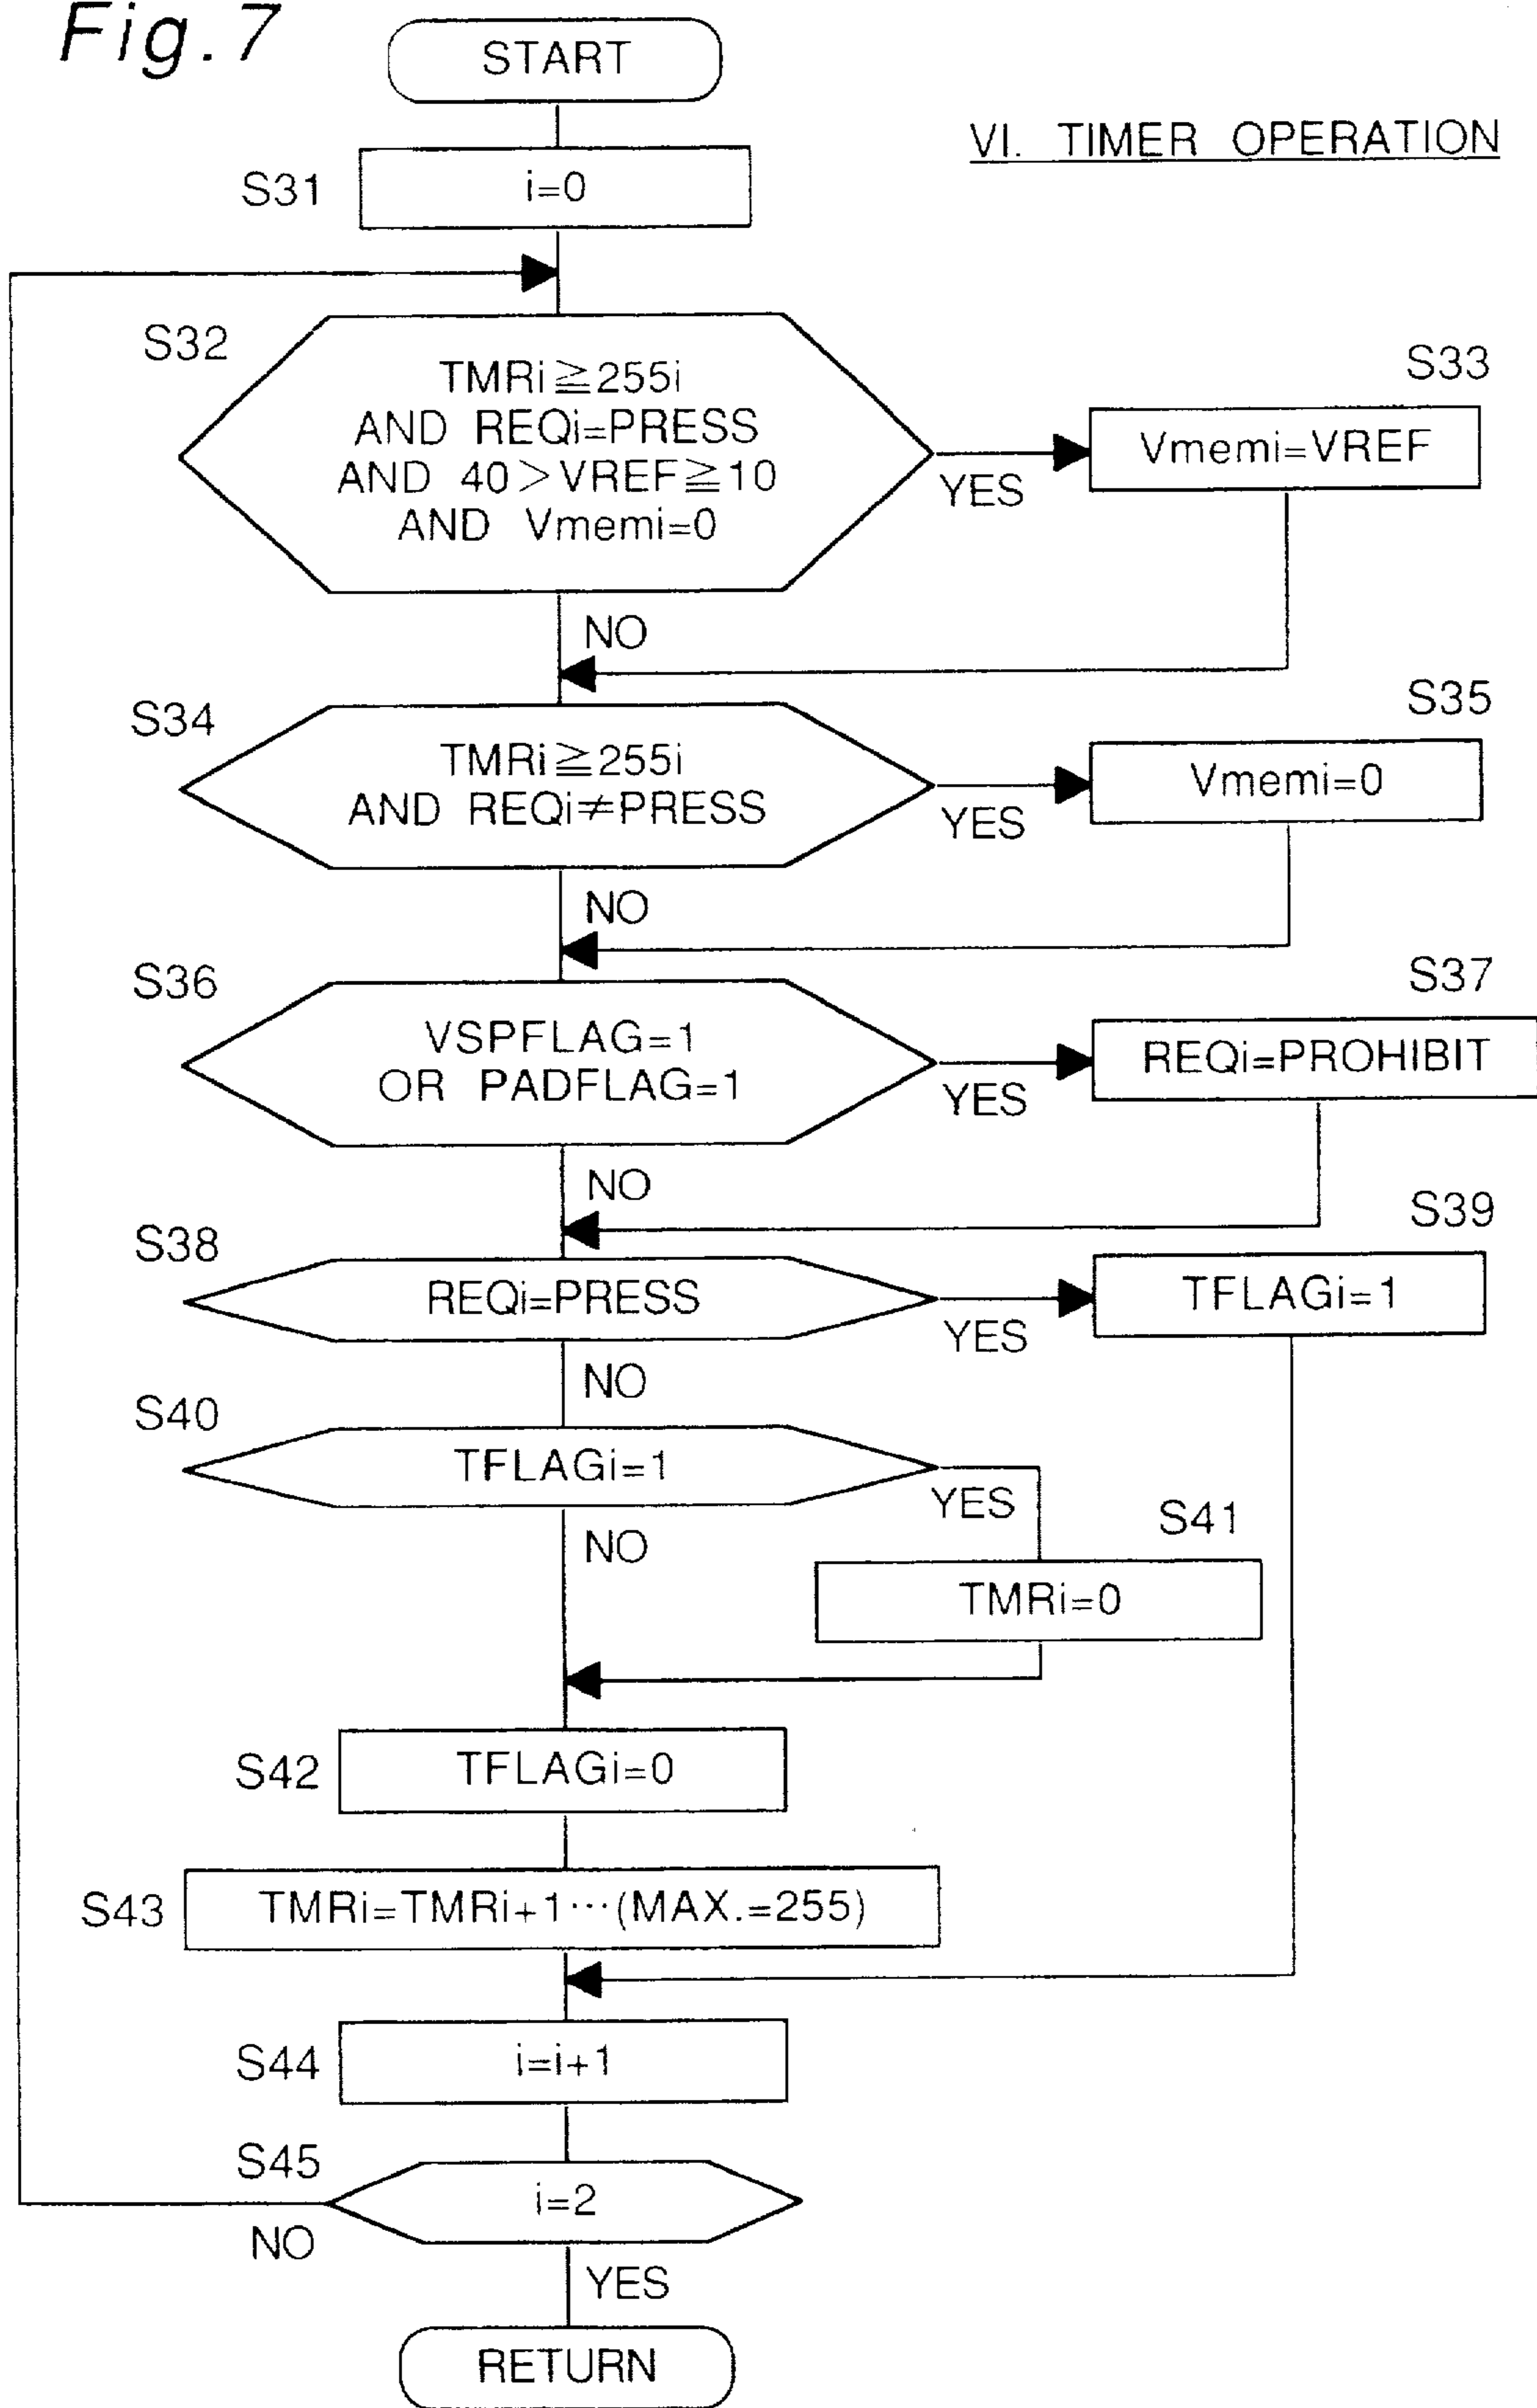 Fig. 7
START
VI. TIMER OPERATION
S31
i=0
S32
TMRi≧255i
AND REQi=PRESS
AND 40>VREF≧10
AND Vmemi=0
YES
S33
Vmemi=VREF
NO
S34
TMRi≧255i
AND REQi≠PRESS
YES
S35
Vmemi=0
NO
S36
VSPFLAG=1
OR PADFLAG=1
YES
S37
REQi=PROHIBIT
NO
S38
REQi=PRESS
YES
S39
TFLAGi=1
NO
S40
TFLAGi=1
YES
NO
S41
TMRi=0
S42
TFLAGi=0
S43
TMRi=TMRi+1···(MAX.=255)
S44
i=i+1
S45
i=2
NO
YES
RETURN